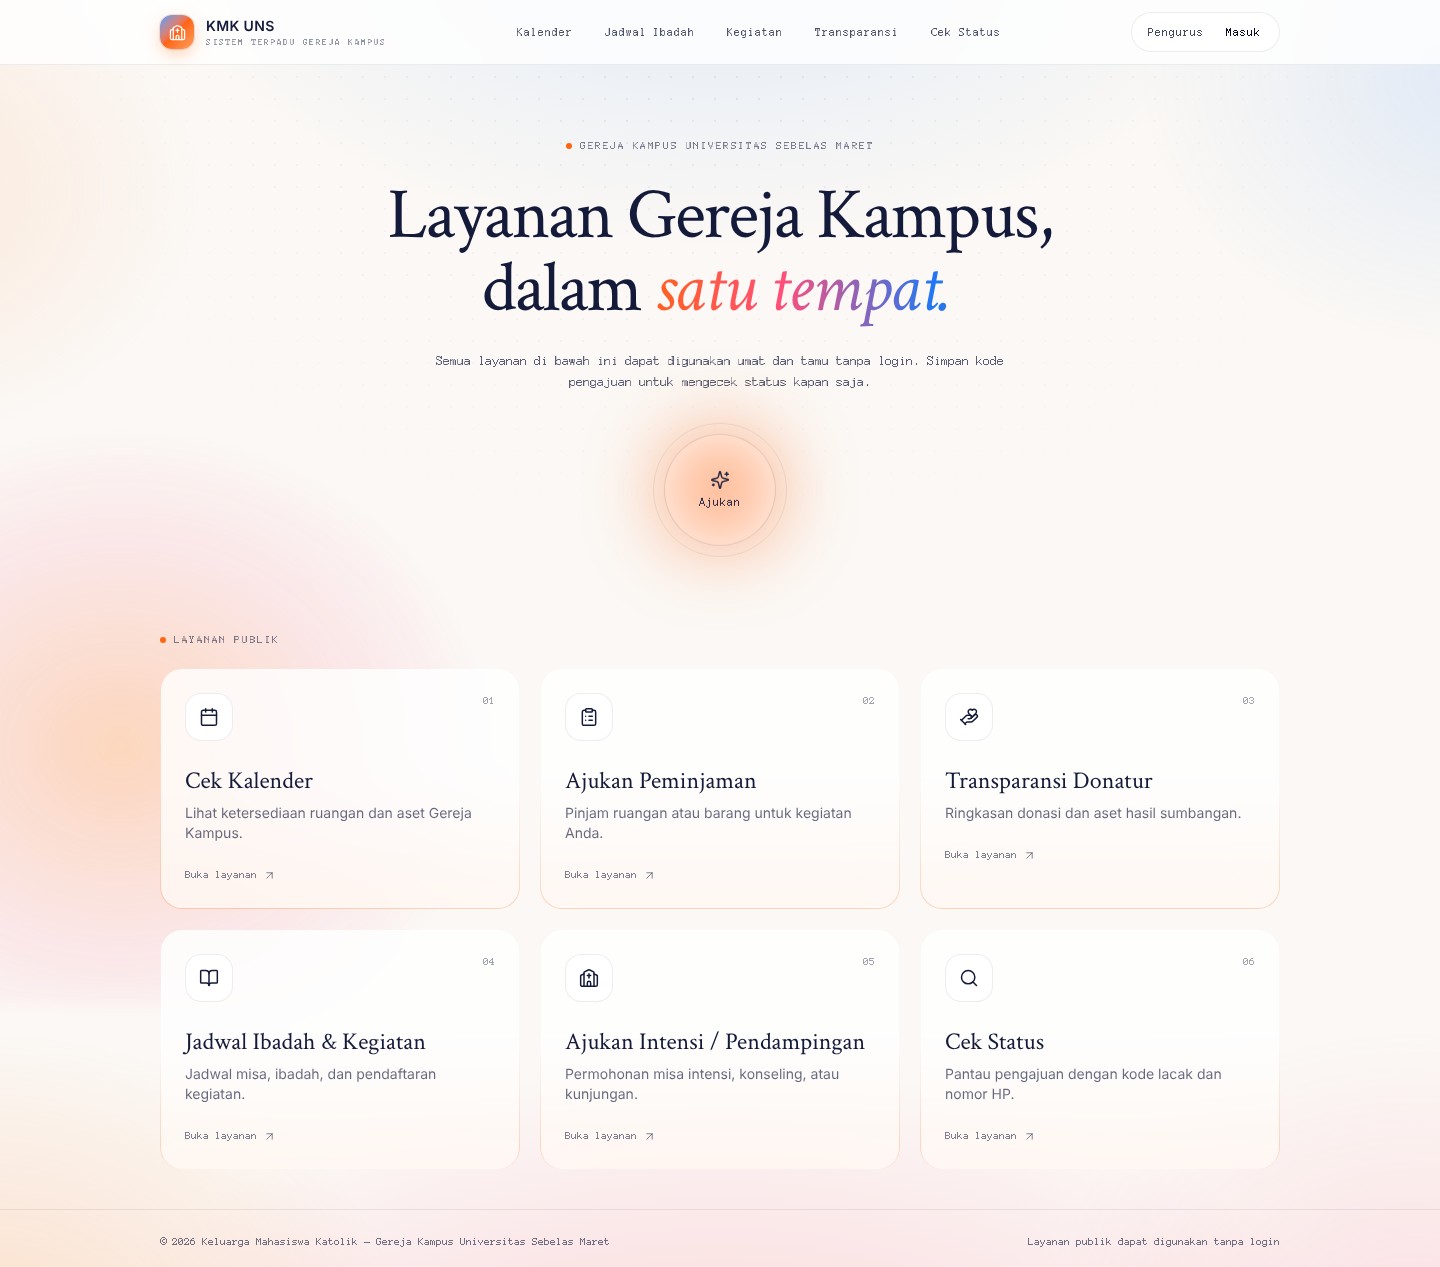 KMK UNS
SISTEM TERPADU GEREJA KAMPUS
Kalender
Jadwal Ibadah
Kegiatan
Transparansi
Cek Status
Pengurus
Masuk
GEREJA KAMPUS UNIVERSITAS SEBELAS MARET
Layanan Gereja Kampus,
dalam satu tempat.
Semua layanan di bawah ini dapat digunakan umat dan tamu tanpa login. Simpan kode
pengajuan untuk mengecek status kapan saja.
Ajukan
LAYANAN PUBLIK
01
Cek Kalender
Lihat ketersediaan ruangan dan aset Gereja
Kampus.
Buka layanan
02
Ajukan Peminjaman
Pinjam ruangan atau barang untuk kegiatan
Anda.
Buka layanan
03
Transparansi Donatur
Ringkasan donasi dan aset hasil sumbangan.
Buka layanan
04
Jadwal Ibadah & Kegiatan
Jadwal misa, ibadah, dan pendaftaran
kegiatan.
Buka layanan
05
Ajukan Intensi / Pendampingan
Permohonan misa intensi, konseling, atau
kunjungan.
Buka layanan
06
Cek Status
Pantau pengajuan dengan kode lacak dan
nomor HP.
Buka layanan
© 2026 Keluarga Mahasiswa Katolik — Gereja Kampus Universitas Sebelas Maret
Layanan publik dapat digunakan tanpa login